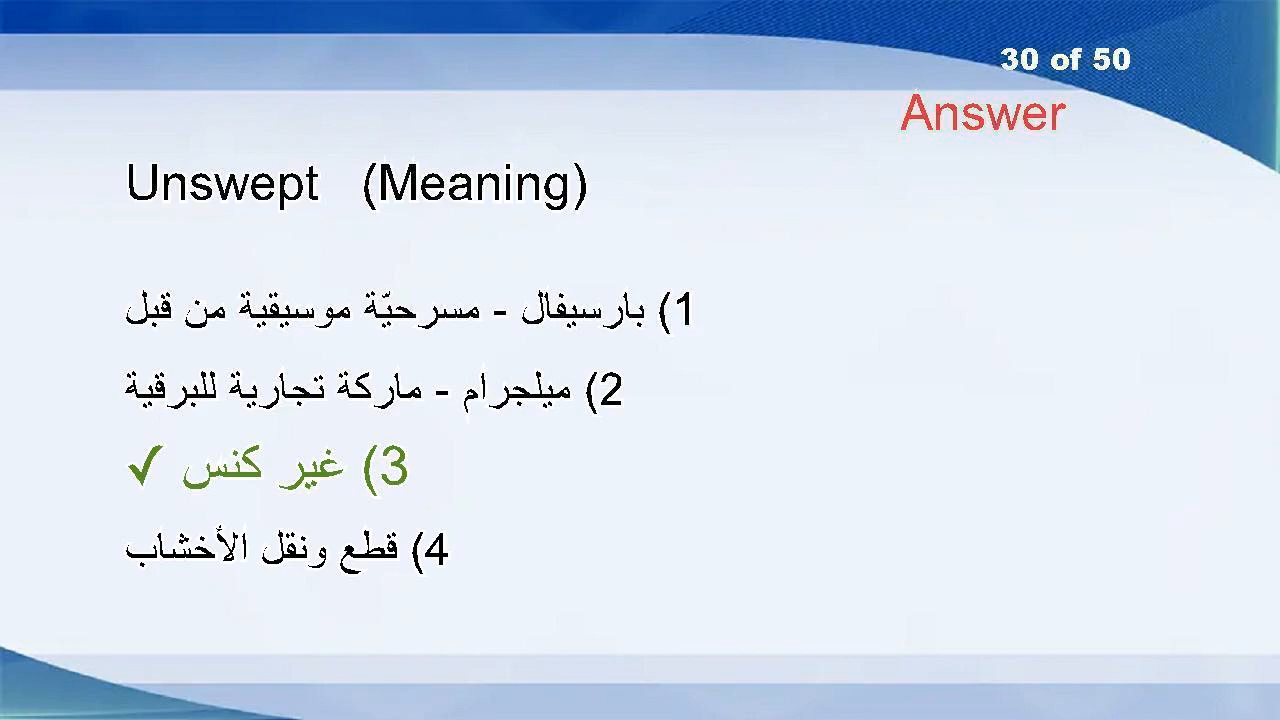 30 of 50
Answer
Unswept (Meaning)
1) بارسيفال - مسرحيّة موسيقية من قبل
2) ميلجرام - ماركة تجارية للبرقية
3) غير كنس ✓
4) قطع ونقل الأخشاب